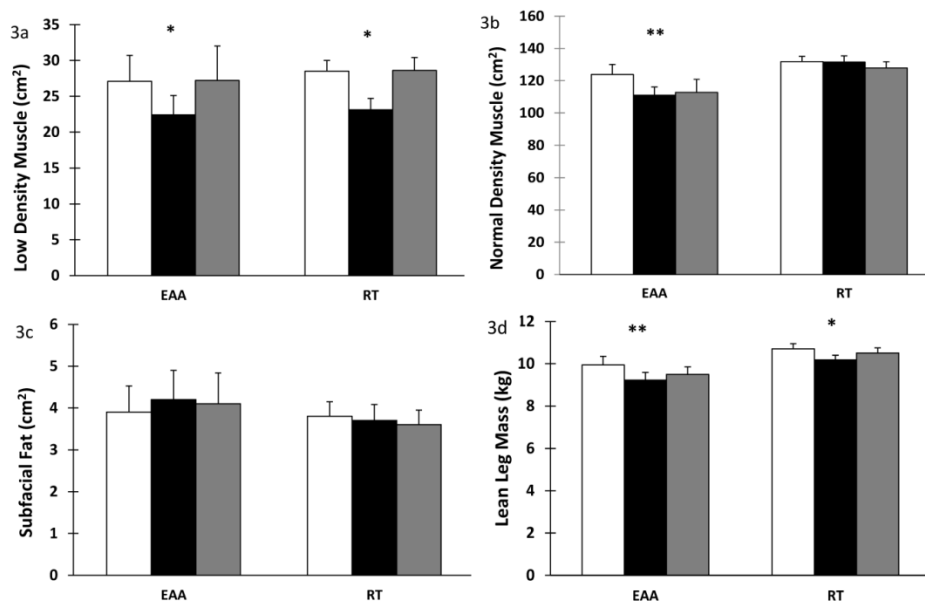 3a
Low Density Muscle (cm²)
35
30
25
20
15
10
5
0
*
*
EAA
RT
3b
Normal Density Muscle (cm²)
160
140
120
100
80
60
40
20
0
**
EAA
RT
3c
Subfacial Fat (cm²)
6
5
4
3
2
1
0
EAA
RT
3d
Lean Leg Mass (kg)
12
10
8
6
4
2
0
**
*
EAA
RT